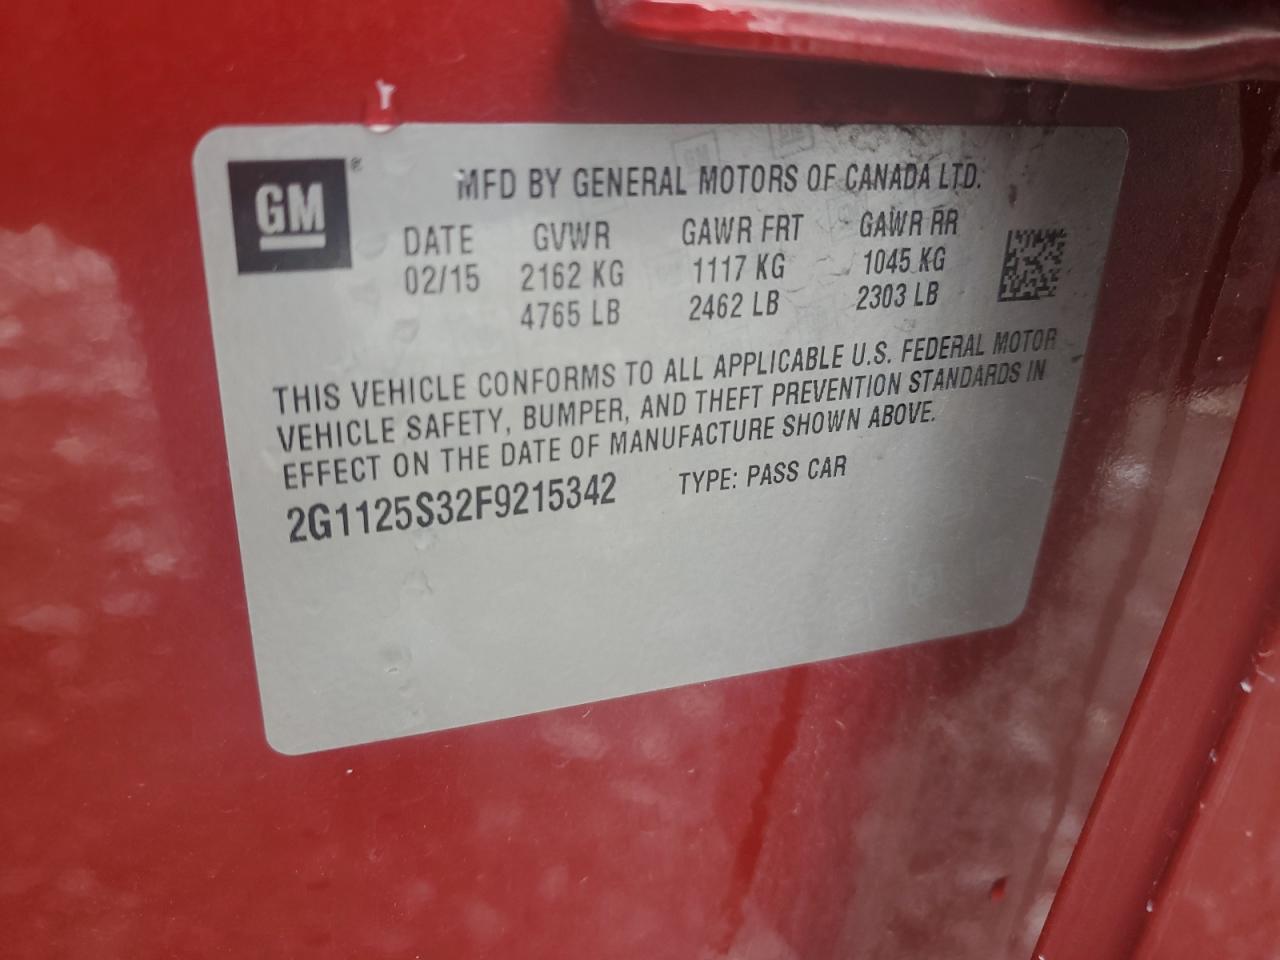 GM ®
MFD BY GENERAL MOTORS OF CANADA LTD.
DATE GVWR GAWR FRT GAWR RR
02/15 2162 KG 1117 KG 1045 KG
4765 LB 2462 LB 2303 LB
THIS VEHICLE CONFORMS TO ALL APPLICABLE U.S. FEDERAL MOTOR
VEHICLE SAFETY, BUMPER, AND THEFT PREVENTION STANDARDS IN
EFFECT ON THE DATE OF MANUFACTURE SHOWN ABOVE.
2G1125S32F9215342 TYPE: PASS CAR